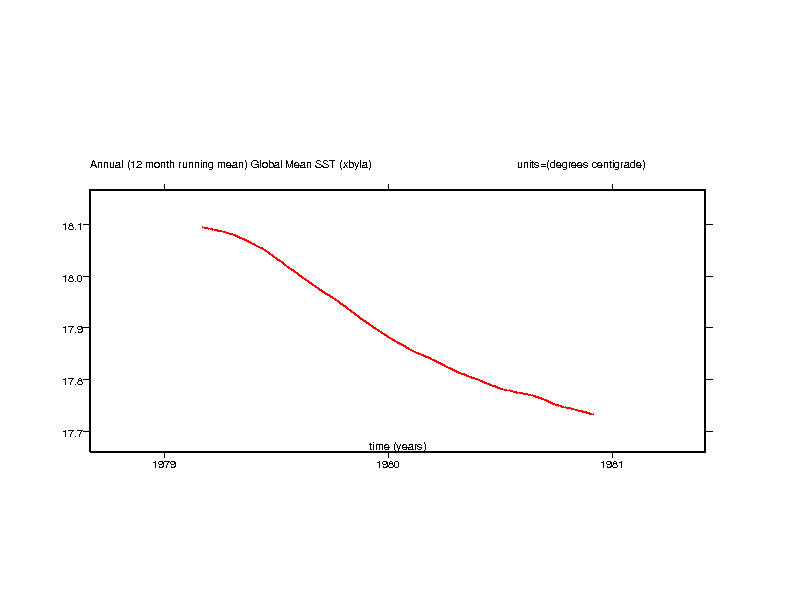 Annual (12 month running mean) Global Mean SST (xbyla) units=(degrees centigrade)
18.1
18.0
17.9
17.8
17.7
time (years)
1979 1980 1981